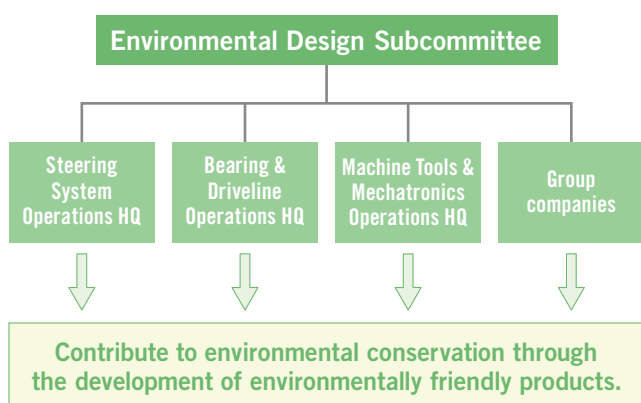 Environmental Design Subcommittee
Steering
System
Operations HQ
Bearing &
Driveline
Operations HQ
Machine Tools &
Mechatronics
Operations HQ
Group
companies
Contribute to environmental conservation through
the development of environmentally friendly products.